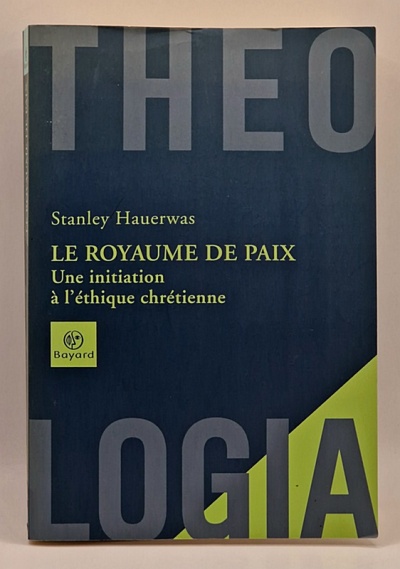 THEO
Stanley Hauerwas
LE ROYAUME DE PAIX
Une initiation
à l'éthique chrétienne
Bayard
LOGIA